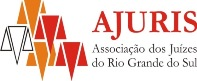 AJURIS
Associação dos Juízes
do Rio Grande do Sul